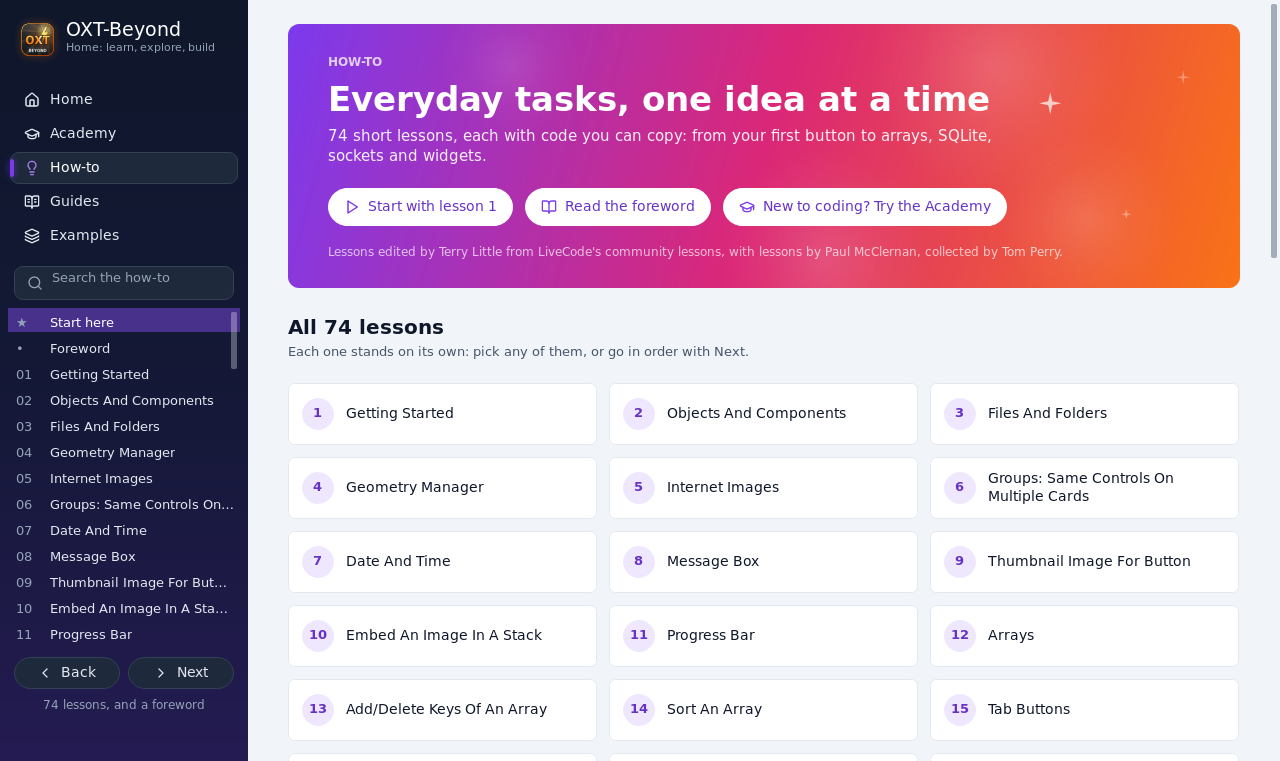 OXT
BEYOND
OXT-Beyond
Home: learn, explore, build
Home
Academy
How-to
Guides
Examples
Search the how-to
★ Start here
• Foreword
01 Getting Started
02 Objects And Components
03 Files And Folders
04 Geometry Manager
05 Internet Images
06 Groups: Same Controls On...
07 Date And Time
08 Message Box
09 Thumbnail Image For But...
10 Embed An Image In A Sta...
11 Progress Bar
Back
Next
74 lessons, and a foreword
HOW-TO
Everyday tasks, one idea at a time
74 short lessons, each with code you can copy: from your first button to arrays, SQLite,
sockets and widgets.
Start with lesson 1
Read the foreword
New to coding? Try the Academy
Lessons edited by Terry Little from LiveCode's community lessons, with lessons by Paul McClernan, collected by Tom Perry.
All 74 lessons
Each one stands on its own: pick any of them, or go in order with Next.
1 Getting Started
2 Objects And Components
3 Files And Folders
4 Geometry Manager
5 Internet Images
6 Groups: Same Controls On
Multiple Cards
7 Date And Time
8 Message Box
9 Thumbnail Image For Button
10 Embed An Image In A Stack
11 Progress Bar
12 Arrays
13 Add/Delete Keys Of An Array
14 Sort An Array
15 Tab Buttons